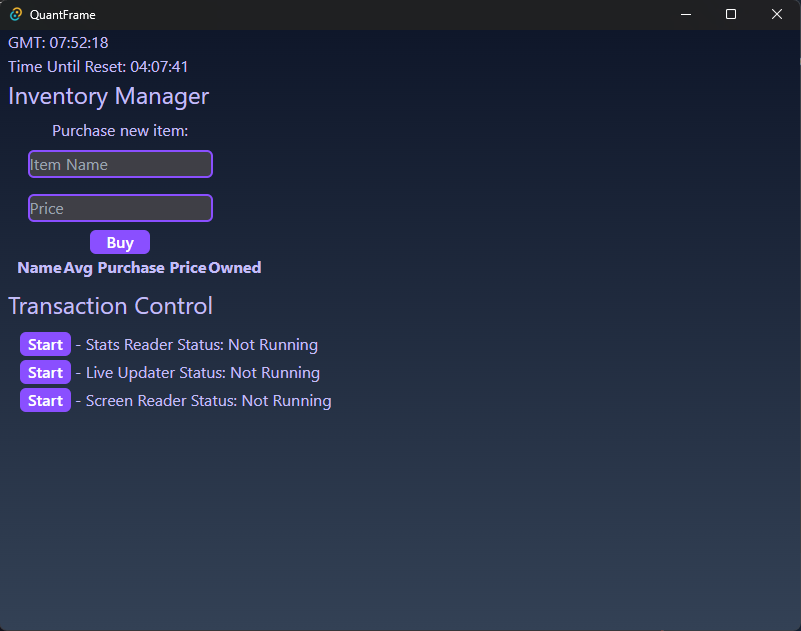 QuantFrame
GMT: 07:52:18
Time Until Reset: 04:07:41
Inventory Manager
Purchase new item:
Item Name
Price
Buy
Name Avg Purchase Price Owned
Transaction Control
Start - Stats Reader Status: Not Running
Start - Live Updater Status: Not Running
Start - Screen Reader Status: Not Running